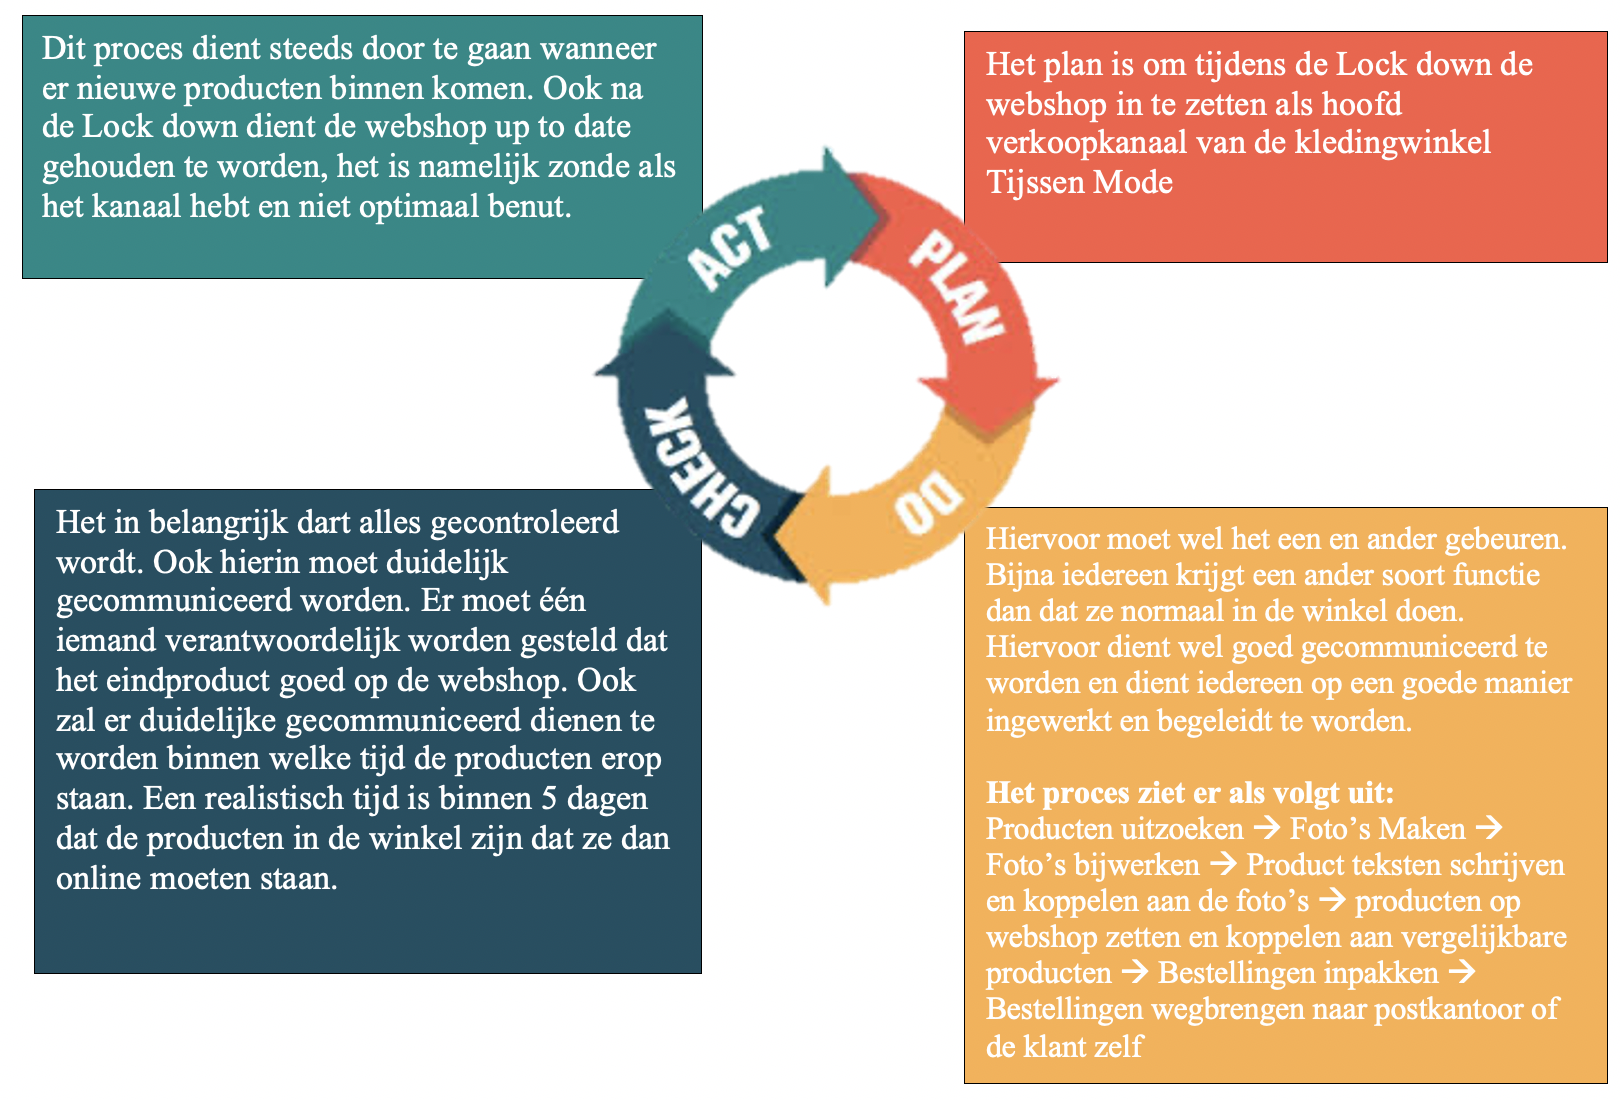 Dit proces dient steeds door te gaan wanneer
er nieuwe producten binnen komen. Ook na
de Lock down dient de webshop up to date
gehouden te worden, het is namelijk zonde als
het kanaal hebt en niet optimaal benut.
Het plan is om tijdens de Lock down de
webshop in te zetten als hoofd
verkoopkanaal van de kledingwinkel
Tijssen Mode
ACT
PLAN
DO
CHECK
Het in belangrijk dart alles gecontroleerd
wordt. Ook hierin moet duidelijk
gecommuniceerd worden. Er moet één
iemand verantwoordelijk worden gesteld dat
het eindproduct goed op de webshop. Ook
zal er duidelijke gecommuniceerd dienen te
worden binnen welke tijd de producten erop
staan. Een realistisch tijd is binnen 5 dagen
dat de producten in de winkel zijn dat ze dan
online moeten staan.
Hiervoor moet wel het een en ander gebeuren.
Bijna iedereen krijgt een ander soort functie
dan dat ze normaal in de winkel doen.
Hiervoor dient wel goed gecommuniceerd te
worden en dient iedereen op een goede manier
ingewerkt en begeleidt te worden.
Het proces ziet er als volgt uit:
Producten uitzoeken → Foto’s Maken →
Foto’s bijwerken → Product teksten schrijven
en koppelen aan de foto’s → producten op
webshop zetten en koppelen aan vergelijkbare
producten → Bestellingen inpakken →
Bestellingen wegbrengen naar postkantoor of
de klant zelf